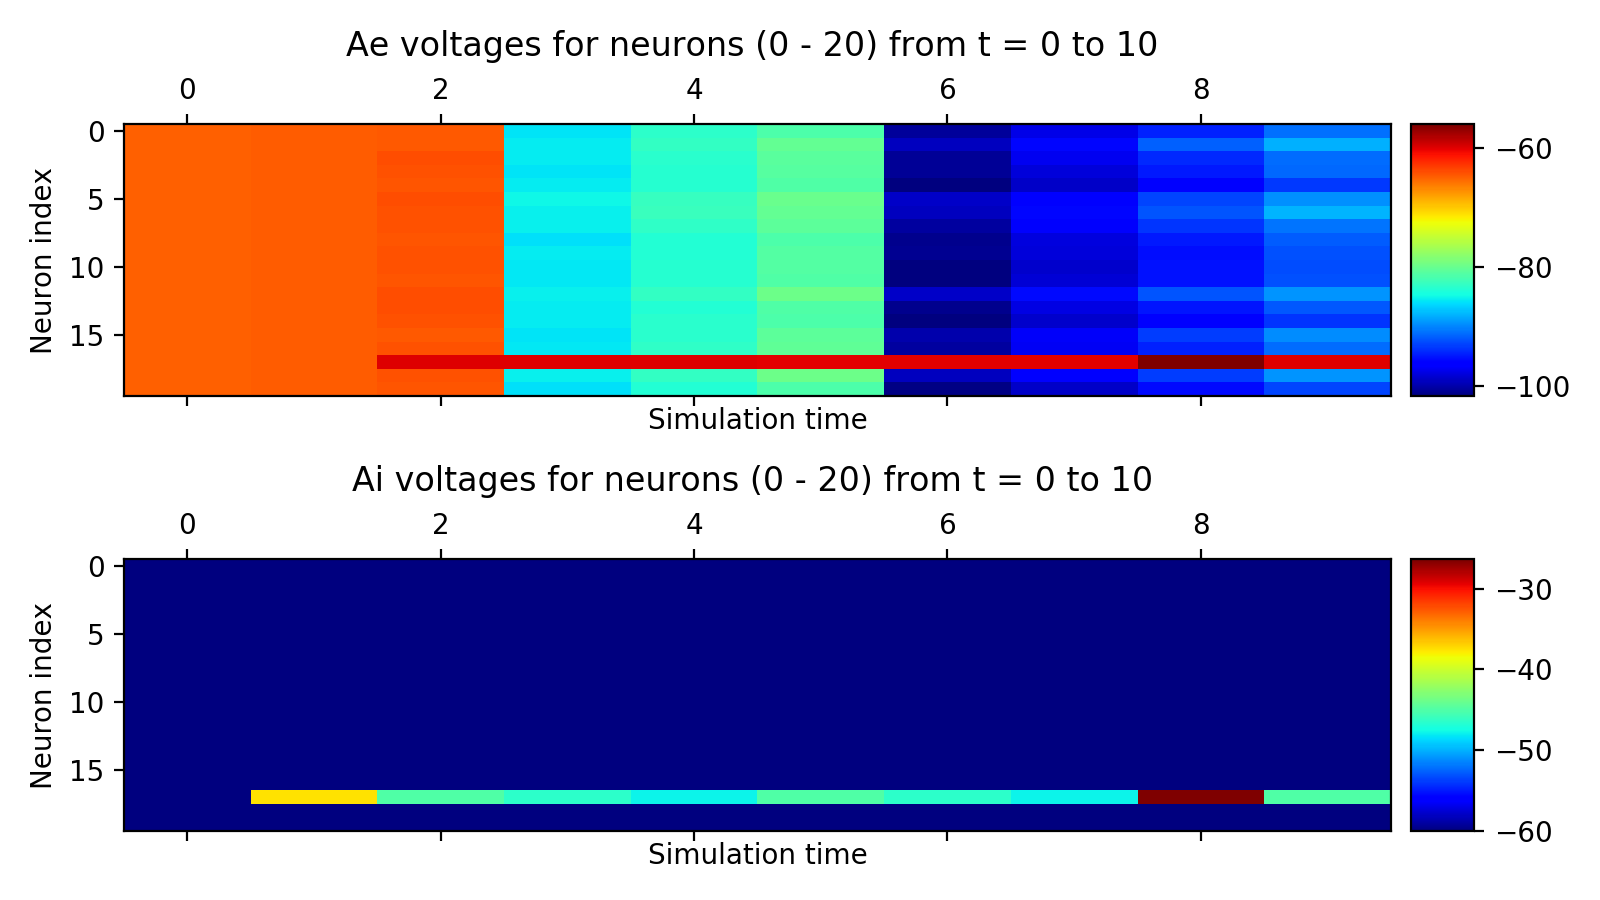 Ae voltages for neurons (0 - 20) from t = 0 to 10
0 2 4 6 8
Neuron index
0
5
10
15
−60
−80
−100
Simulation time
Ai voltages for neurons (0 - 20) from t = 0 to 10
0 2 4 6 8
Neuron index
0
5
10
15
−30
−40
−50
−60
Simulation time